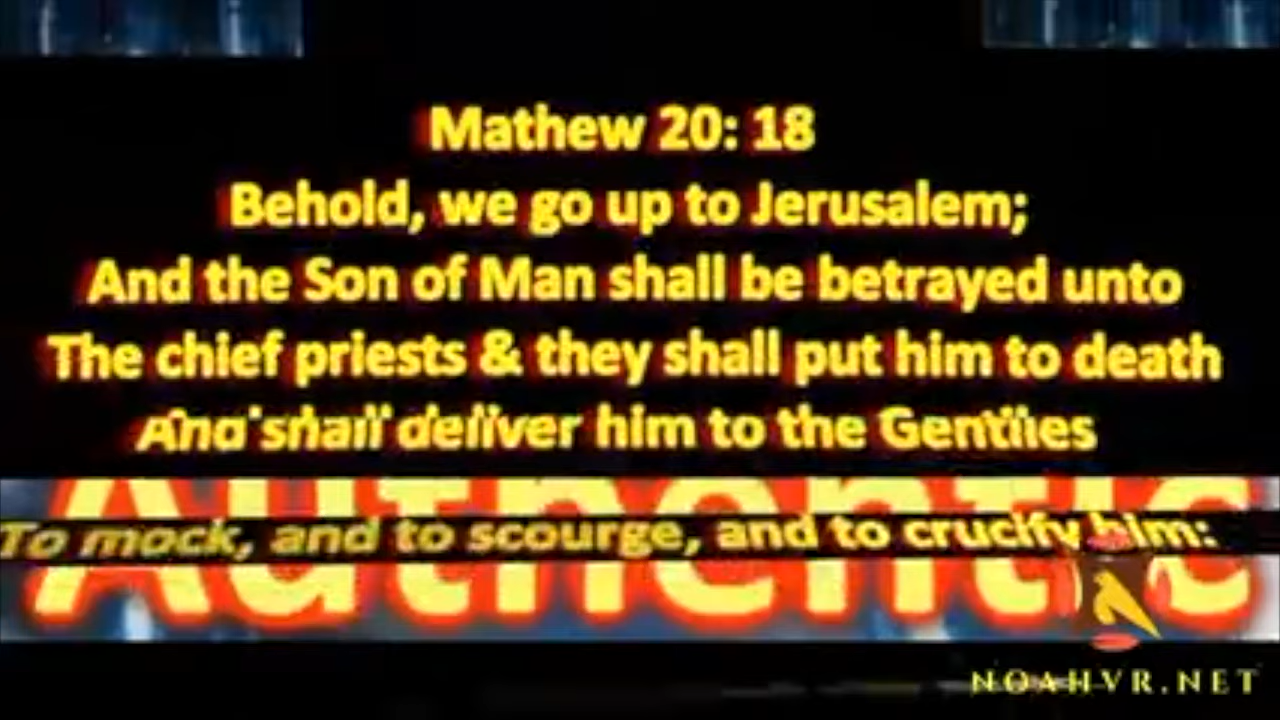 Mathew 20: 18
Behold, we go up to Jerusalem;
And the Son of Man shall be betrayed unto
The chief priests & they shall put him to death
And shall deliver him to the Gentiles
Authentic
To mock, and to scourge, and to crucify him:
NOAHVR.NET